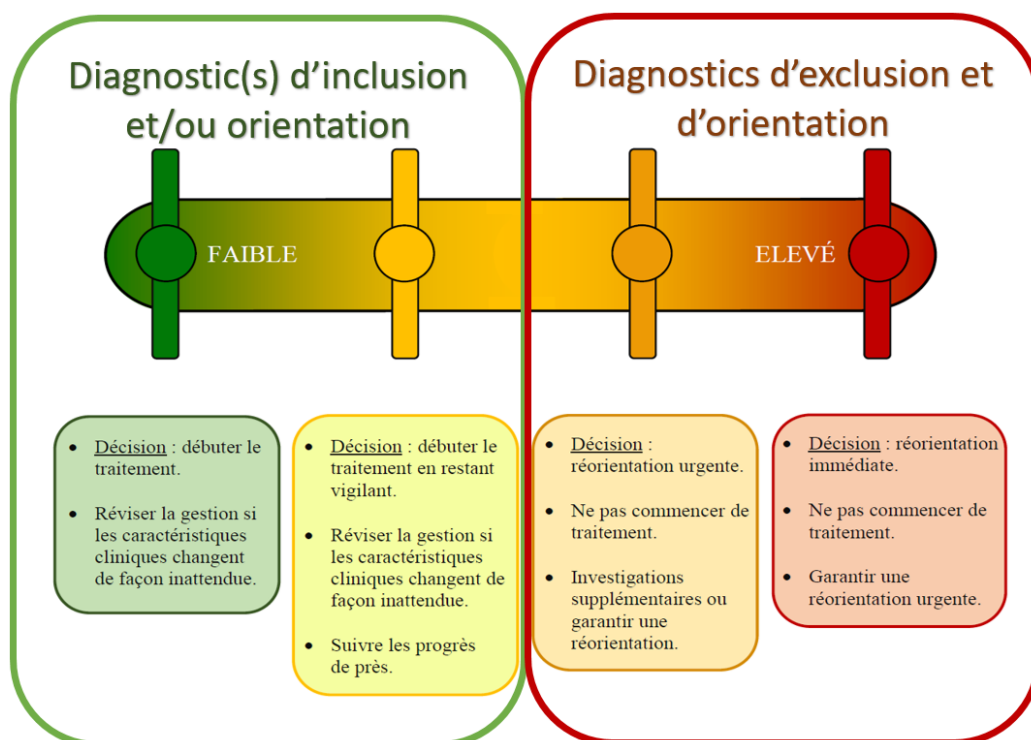 Diagnostic(s) d'inclusion
et/ou orientation
Diagnostics d'exclusion et
d'orientation
FAIBLE
ELEVÉ
• Décision : débuter le
traitement.
• Réviser la gestion si
les caractéristiques
cliniques changent
de façon inattendue.
• Décision : débuter le
traitement en restant
vigilant.
• Réviser la gestion si
les caractéristiques
cliniques changent de
façon inattendue.
• Suivre les progrès
de près.
• Décision :
réorientation urgente.
• Ne pas commencer de
traitement.
• Investigations
supplémentaires ou
garantir une
réorientation.
• Décision : réorientation
immédiate.
• Ne pas commencer de
traitement.
• Garantir une
réorientation urgente.